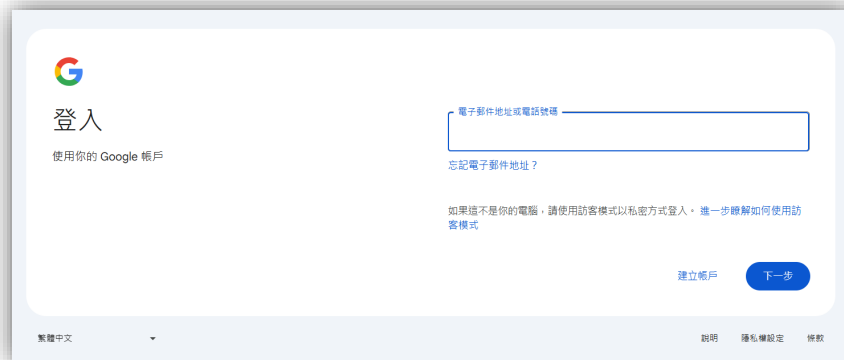 登入
使用你的 Google 帳戶
電子郵件地址或電話號碼
忘記電子郵件地址？
如果這不是你的電腦，請使用訪客模式以私密方式登入。 進一步瞭解如何使用訪
客模式
建立帳戶
下一步
繁體中文
說明
隱私權設定
條款